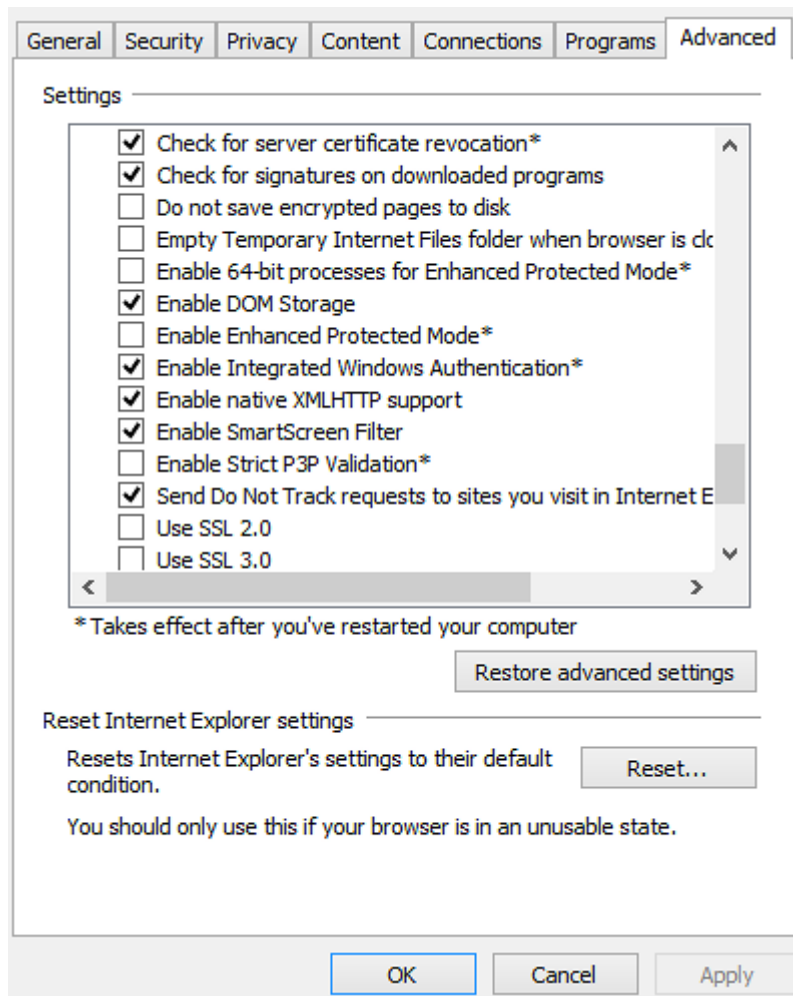 General Security Privacy Content Connections Programs Advanced
Settings
Check for server certificate revocation*
Check for signatures on downloaded programs
Do not save encrypted pages to disk
Empty Temporary Internet Files folder when browser is clo
Enable 64-bit processes for Enhanced Protected Mode*
Enable DOM Storage
Enable Enhanced Protected Mode*
Enable Integrated Windows Authentication*
Enable native XMLHTTP support
Enable SmartScreen Filter
Enable Strict P3P Validation*
Send Do Not Track requests to sites you visit in Internet E
Use SSL 2.0
Use SSL 3.0
*Takes effect after you've restarted your computer
Restore advanced settings
Reset Internet Explorer settings
Resets Internet Explorer's settings to their default
condition.
Reset...
You should only use this if your browser is in an unusable state.
OK Cancel Apply